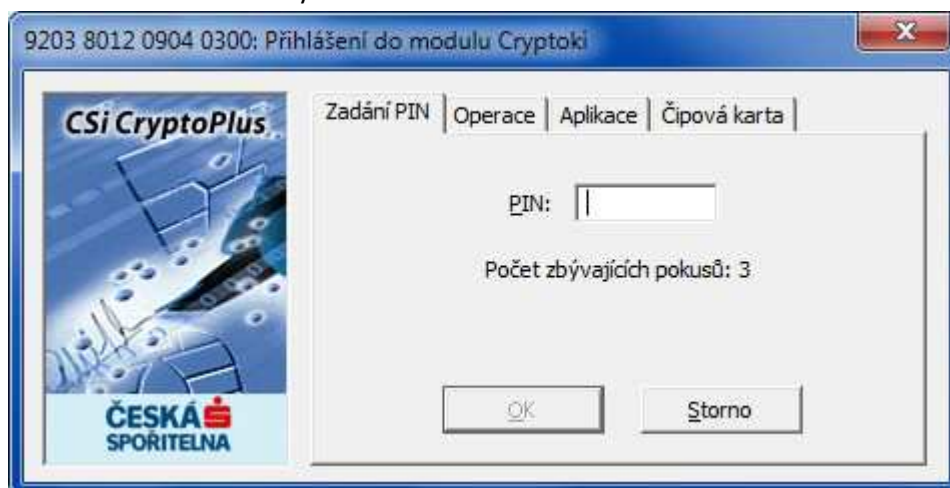 9203 8012 0904 0300: Přihlášení do modulu Cryptoki
CSi CryptoPlus
Zadání PIN
Operace
Aplikace
Čipová karta
PIN:
Počet zbývajících pokusů: 3
OK
Storno
ČESKÁ
SPOŘITELNA